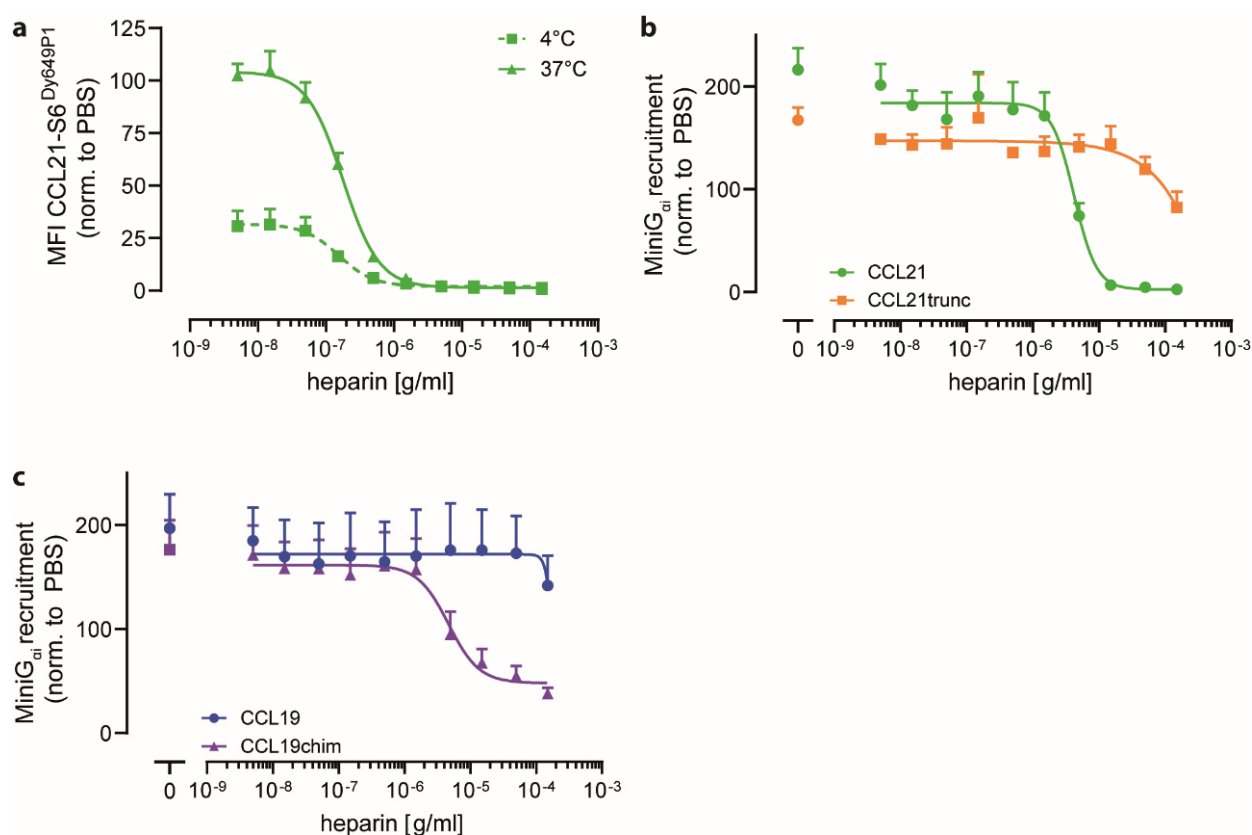 a
MFI CCL21-S6^Dy649P1
(norm. to PBS)
125
100
75
50
25
0
4°C
37°C
10^-9 10^-8 10^-7 10^-6 10^-5 10^-4 10^-3
heparin [g/ml]
b
MiniG_αi recruitment
(norm. to PBS)
200
100
0
CCL21
CCL21trunc
0 10^-9 10^-8 10^-7 10^-6 10^-5 10^-4 10^-3
heparin [g/ml]
c
MiniG_αi recruitment
(norm. to PBS)
200
100
0
CCL19
CCL19chim
0 10^-9 10^-8 10^-7 10^-6 10^-5 10^-4 10^-3
heparin [g/ml]